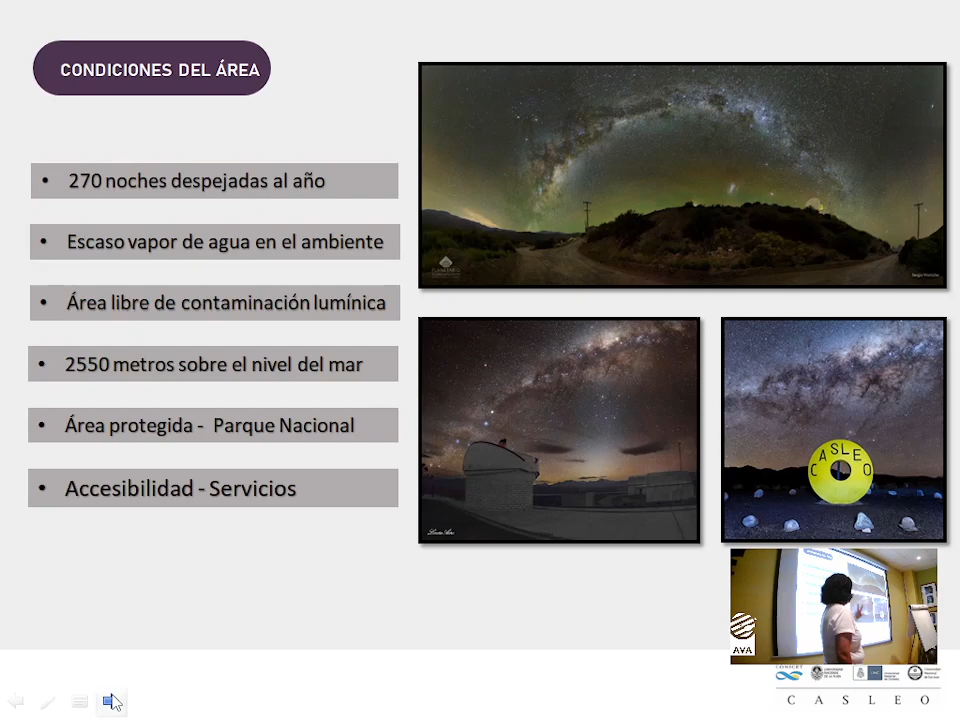 CONDICIONES DEL ÁREA
• 270 noches despejadas al año
• Escaso vapor de agua en el ambiente
• Área libre de contaminación lumínica
• 2550 metros sobre el nivel del mar
• Área protegida - Parque Nacional
• Accesibilidad - Servicios
CASLEO
AVA
CONICET
C A S L E O